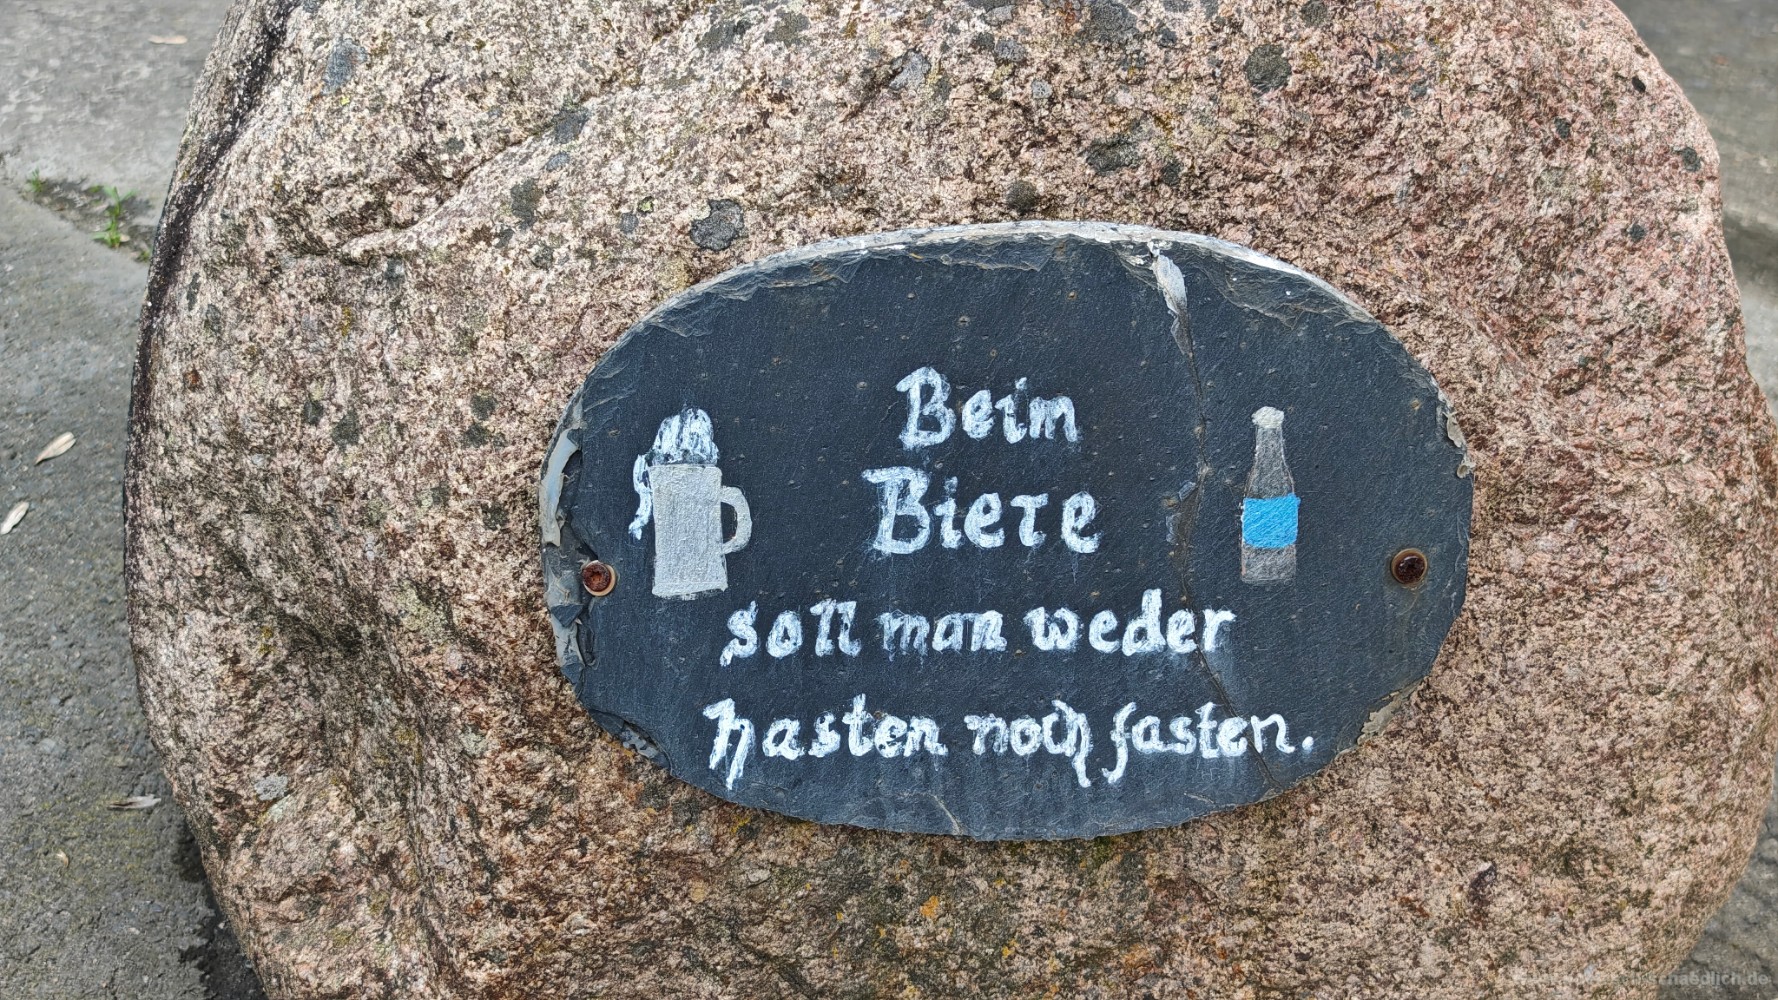 Beim
Biere
soll man weder
hasten noch fasten.